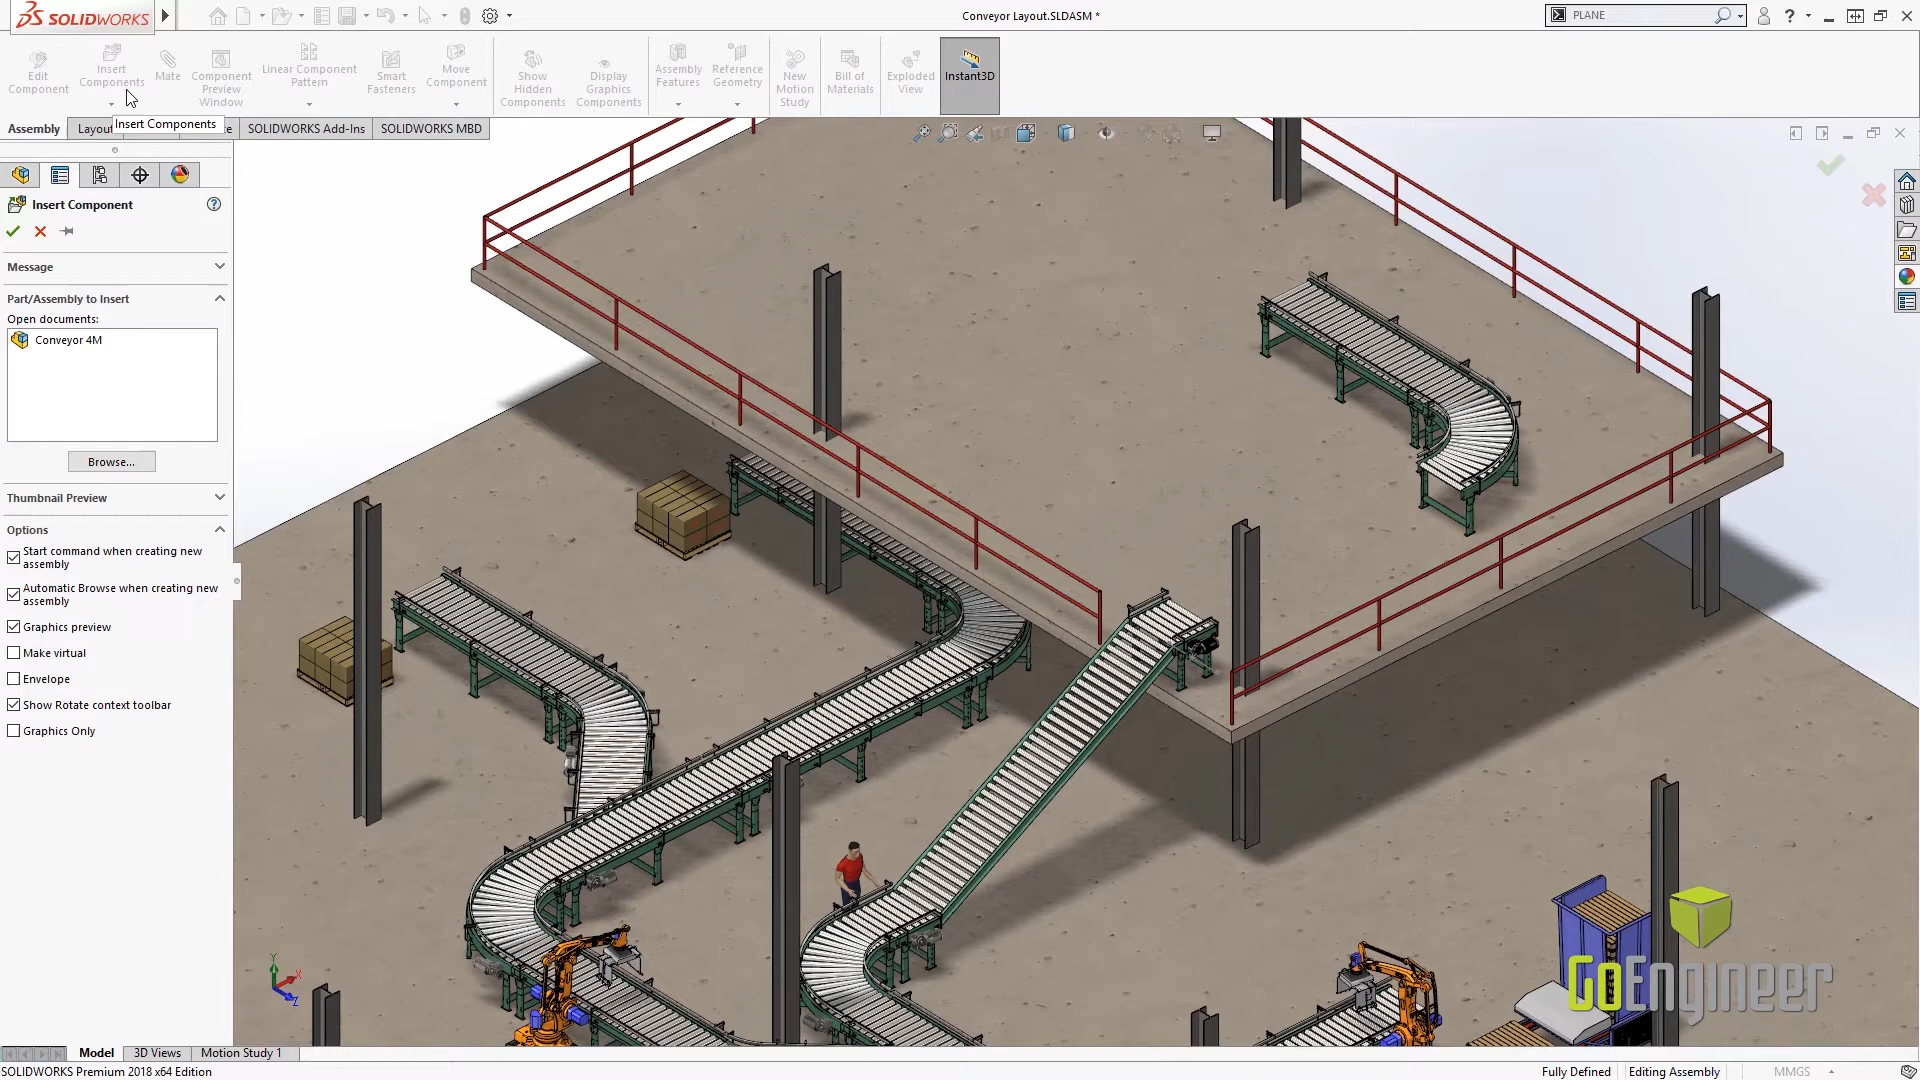 SOLIDWORKS
Conveyor Layout.SLDASM *
PLANE
?
Edit Component
Insert Components
Mate
Component Preview Window
Linear Component Pattern
Smart Fasteners
Move Component
Show Hidden Components
Display Graphics Components
Assembly Features
Reference Geometry
New Motion Study
Bill of Materials
Exploded View
Instant3D
Assembly
Layou
Insert Components
e
SOLIDWORKS Add-Ins
SOLIDWORKS MBD
Insert Component
?
Message
Part/Assembly to Insert
Open documents:
Conveyor 4M
Browse...
Thumbnail Preview
Options
Start command when creating new
assembly
Automatic Browse when creating new
assembly
Graphics preview
Make virtual
Envelope
Show Rotate context toolbar
Graphics Only
Y
X
Z
GoEngineer
Model
3D Views
Motion Study 1
SOLIDWORKS Premium 2018 x64 Edition
Fully Defined
Editing Assembly
MMGS